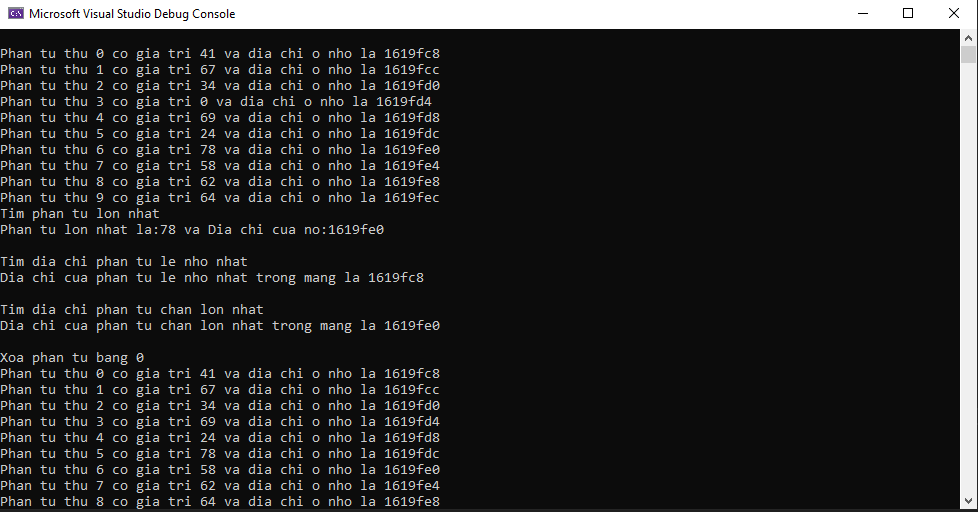 Microsoft Visual Studio Debug Console
Phan tu thu 0 co gia tri 41 va dia chi o nho la 1619fc8
Phan tu thu 1 co gia tri 67 va dia chi o nho la 1619fcc
Phan tu thu 2 co gia tri 34 va dia chi o nho la 1619fd0
Phan tu thu 3 co gia tri 0 va dia chi o nho la 1619fd4
Phan tu thu 4 co gia tri 69 va dia chi o nho la 1619fd8
Phan tu thu 5 co gia tri 24 va dia chi o nho la 1619fdc
Phan tu thu 6 co gia tri 78 va dia chi o nho la 1619fe0
Phan tu thu 7 co gia tri 58 va dia chi o nho la 1619fe4
Phan tu thu 8 co gia tri 62 va dia chi o nho la 1619fe8
Phan tu thu 9 co gia tri 64 va dia chi o nho la 1619fec
Tim phan tu lon nhat
Phan tu lon nhat la:78 va Dia chi cua no:1619fe0
Tim dia chi phan tu le nho nhat
Dia chi cua phan tu le nho nhat trong mang la 1619fc8
Tim dia chi phan tu chan lon nhat
Dia chi cua phan tu chan lon nhat trong mang la 1619fe0
Xoa phan tu bang 0
Phan tu thu 0 co gia tri 41 va dia chi o nho la 1619fc8
Phan tu thu 1 co gia tri 67 va dia chi o nho la 1619fcc
Phan tu thu 2 co gia tri 34 va dia chi o nho la 1619fd0
Phan tu thu 3 co gia tri 69 va dia chi o nho la 1619fd4
Phan tu thu 4 co gia tri 24 va dia chi o nho la 1619fd8
Phan tu thu 5 co gia tri 78 va dia chi o nho la 1619fdc
Phan tu thu 6 co gia tri 58 va dia chi o nho la 1619fe0
Phan tu thu 7 co gia tri 62 va dia chi o nho la 1619fe4
Phan tu thu 8 co gia tri 64 va dia chi o nho la 1619fe8